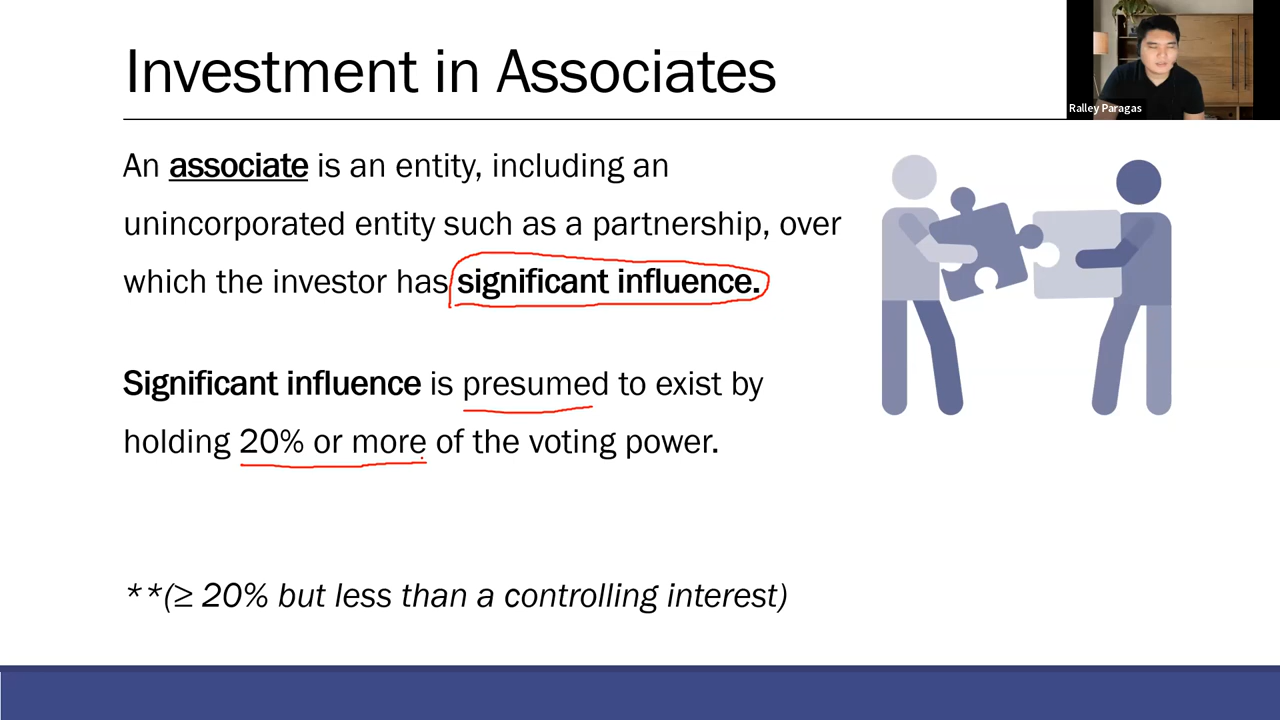 Investment in Associates
Ralley Paragas
An associate is an entity, including an
unincorporated entity such as a partnership, over
which the investor has significant influence.
Significant influence is presumed to exist by
holding 20% or more of the voting power.
**(≥ 20% but less than a controlling interest)